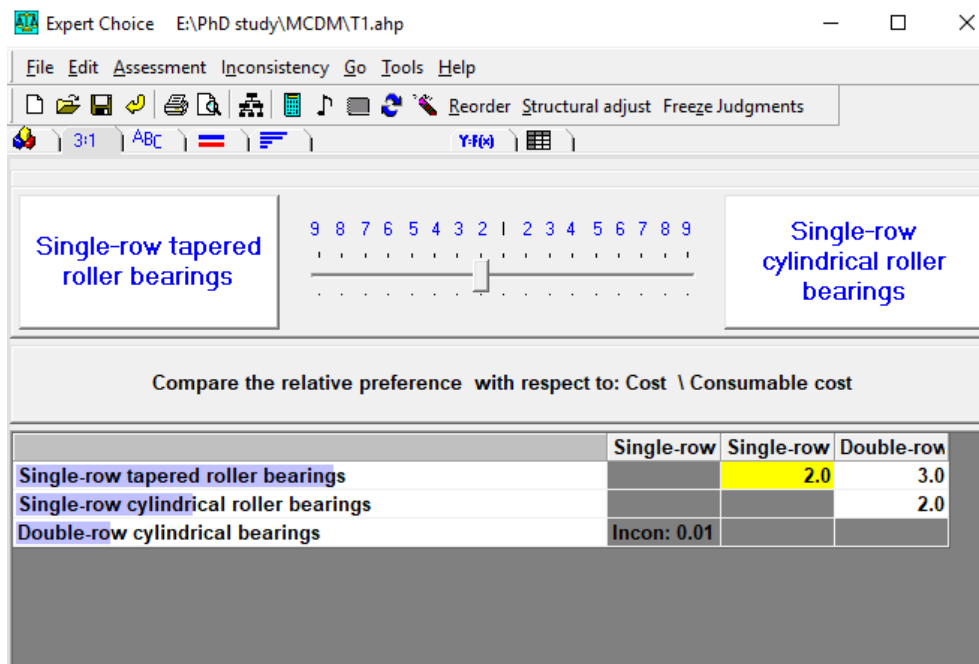 Expert Choice E:\PhD study\MCDM\T1.ahp
File Edit Assessment Inconsistency Go Tools Help
Reorder Structural adjust Freeze Judgments
3:1 ABC Y=F(x)
9 8 7 6 5 4 3 2 1 2 3 4 5 6 7 8 9
Single-row tapered
roller bearings
Single-row
cylindrical roller
bearings
Compare the relative preference with respect to: Cost \ Consumable cost
Single-row Single-row Double-row
Single-row tapered roller bearings 2.0 3.0
Single-row cylindrical roller bearings 2.0
Double-row cylindrical bearings Incon: 0.01